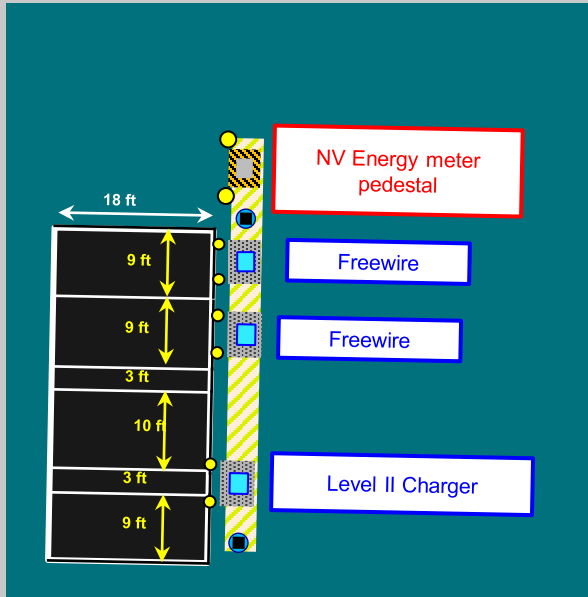 NV Energy meter
pedestal
18 ft
9 ft
Freewire
9 ft
Freewire
3 ft
10 ft
3 ft
Level II Charger
9 ft